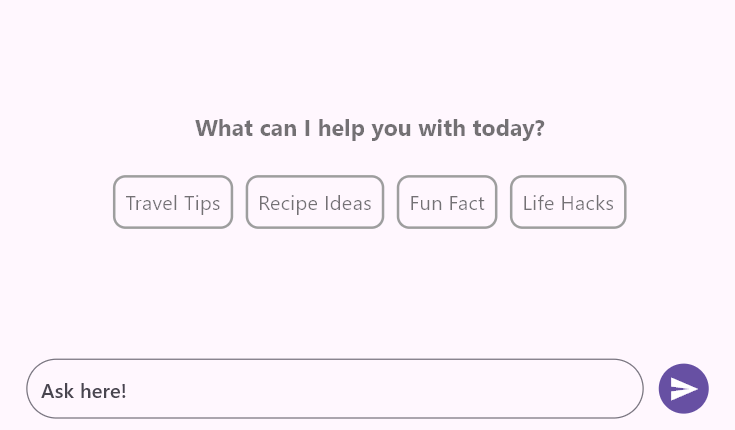 What can I help you with today?
Travel Tips Recipe Ideas Fun Fact Life Hacks
Ask here!